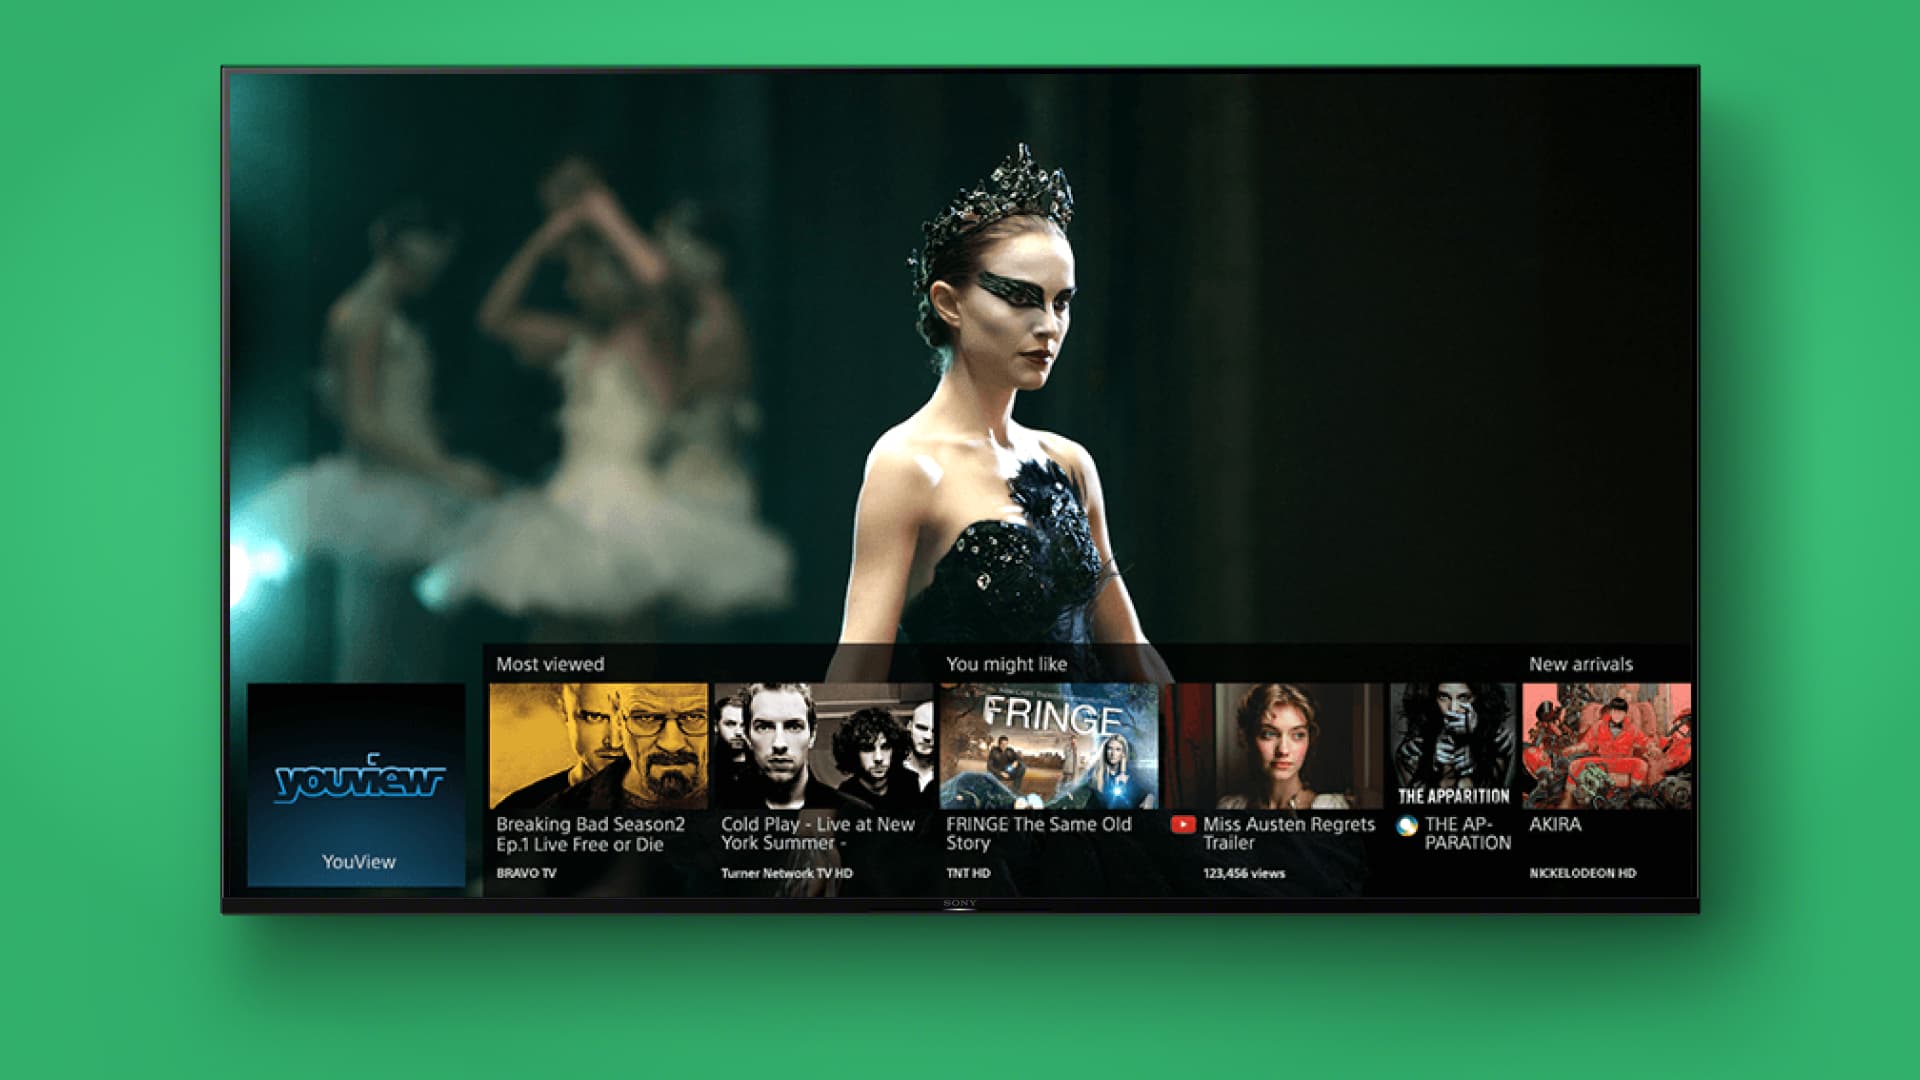 Most viewed
You might like
New arrivals
youview
YouView
Breaking Bad Season2
Ep.1 Live Free or Die
BRAVO TV
Cold Play - Live at New
York Summer -
Turner Network TV HD
FRINGE
FRINGE The Same Old
Story
TNT HD
Miss Austen Regrets
Trailer
123,456 views
THE APPARITION
THE AP-
PARATION
AKIRA
NICKELODEON HD
SONY